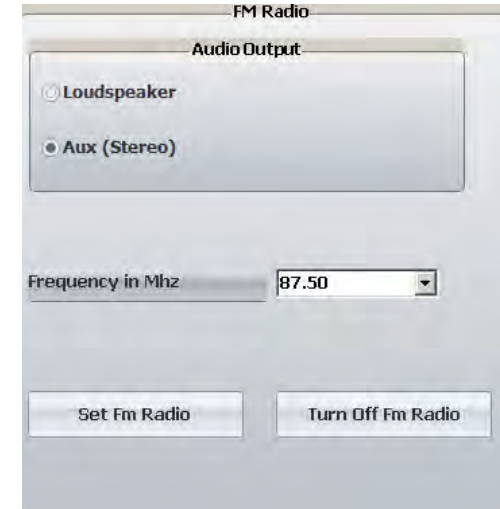 FM Radio
Audio Output
Loudspeaker
Aux (Stereo)
Frequency in Mhz
87.50
Set Fm Radio
Turn Off Fm Radio